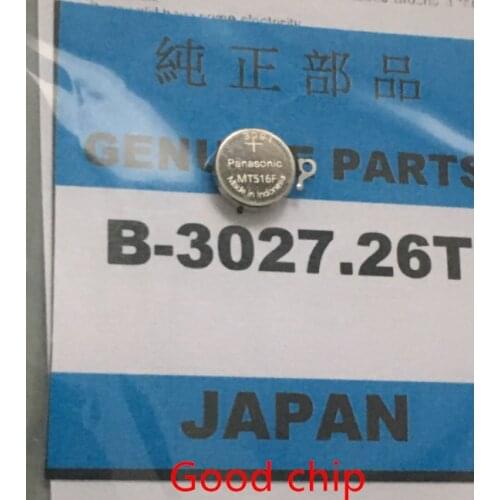 純正部品
GENUINE PARTS
+
Panasonic
MT516F
Made in Indonesia
B-3027.26T
JAPAN
Good chip